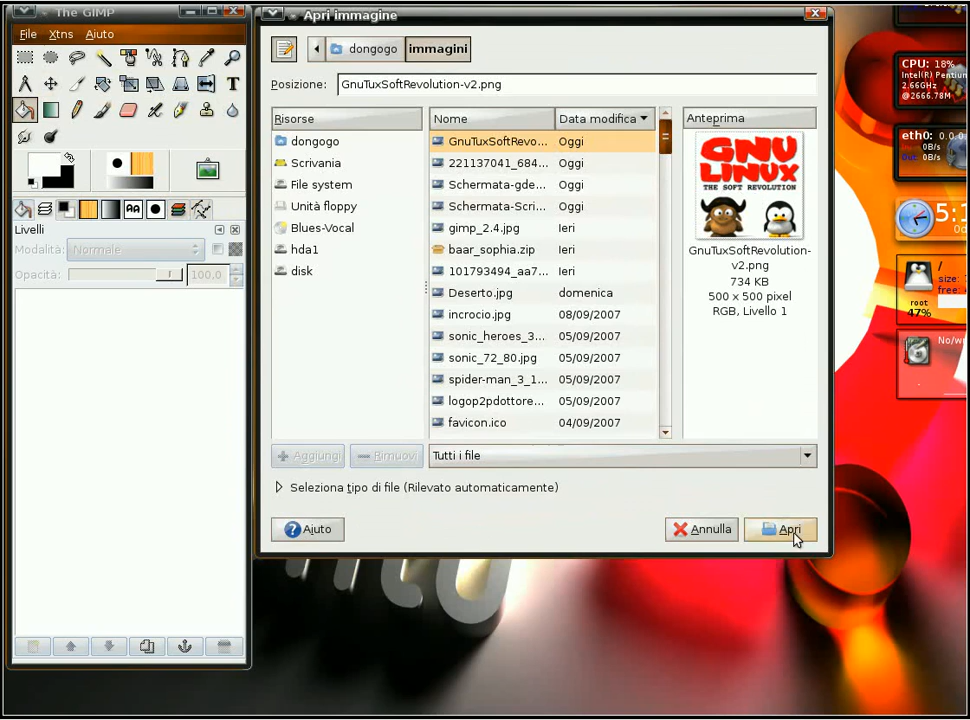 The GIMP
File Xtns Aiuto
Livelli
Modalità: Normale
Opacità: 100,0
Apri immagine
dongogo immagini
Posizione: GnuTuxSoftRevolution-v2.png
Risorse
dongogo
Scrivania
File system
Unità floppy
Blues-Vocal
hda1
disk
Nome Data modifica
GnuTuxSoftRevo... Oggi
221137041_684... Oggi
Schermata-gde... Oggi
Schermata-Scri... Oggi
gimp_2.4.jpg Ieri
baar_sophia.zip Ieri
101793494_aa7... Ieri
Deserto.jpg domenica
incrocio.jpg 08/09/2007
sonic_heroes_3... 05/09/2007
sonic_72_80.jpg 05/09/2007
spider-man_3_1... 05/09/2007
logop2pdottore... 05/09/2007
favicon.ico 04/09/2007
Anteprima
GNU
LINUX
THE SOFT REVOLUTION
GnuTuxSoftRevolution-
v2.png
734 KB
500 x 500 pixel
RGB, Livello 1
Aggiungi Rimuovi Tutti i file
Seleziona tipo di file (Rilevato automaticamente)
Aiuto Annulla Apri
CPU: 18%
Intel(R) Pentium
2.66GHz
@2666.78M
eth0: 0.0.
0B/s
0B/s
5:1
0d
/
size:
free:
root
47%
No/w